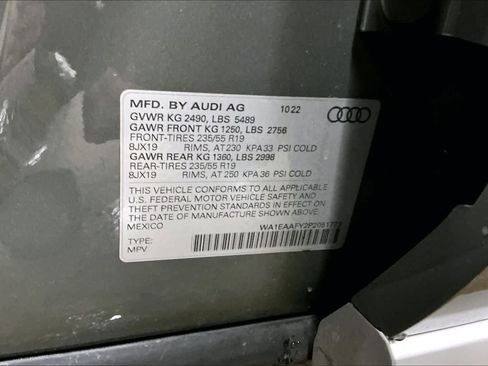 MFD. BY AUDI AG 10 22
GVWR KG 2490, LBS 5489
GAWR FRONT KG 1250, LBS 2756
FRONT-TIRES 235/55 R19
8JX19 RIMS, AT 230 KPA 33 PSI COLD
GAWR REAR KG 1360, LBS 2998
REAR-TIRES 235/55 R19
8JX19 RIMS, AT 250 KPA 36 PSI COLD
THIS VEHICLE CONFORMS TO ALL APPLICABLE
U.S. FEDERAL MOTOR VEHICLE SAFETY AND
THEFT PREVENTION STANDARDS IN EFFECT ON
THE DATE OF MANUFACTURE SHOWN ABOVE.
MEXICO WA1EAAFY2P2051773
TYPE:
MPV